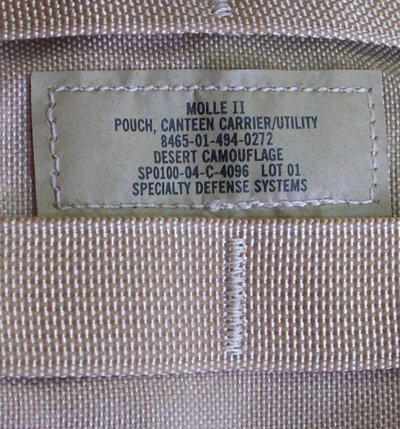 MOLLE II
POUCH, CANTEEN CARRIER/UTILITY
8465-01-494-0272
DESERT CAMOUFLAGE
SP0100-04-C-4096 LOT 01
SPECIALTY DEFENSE SYSTEMS